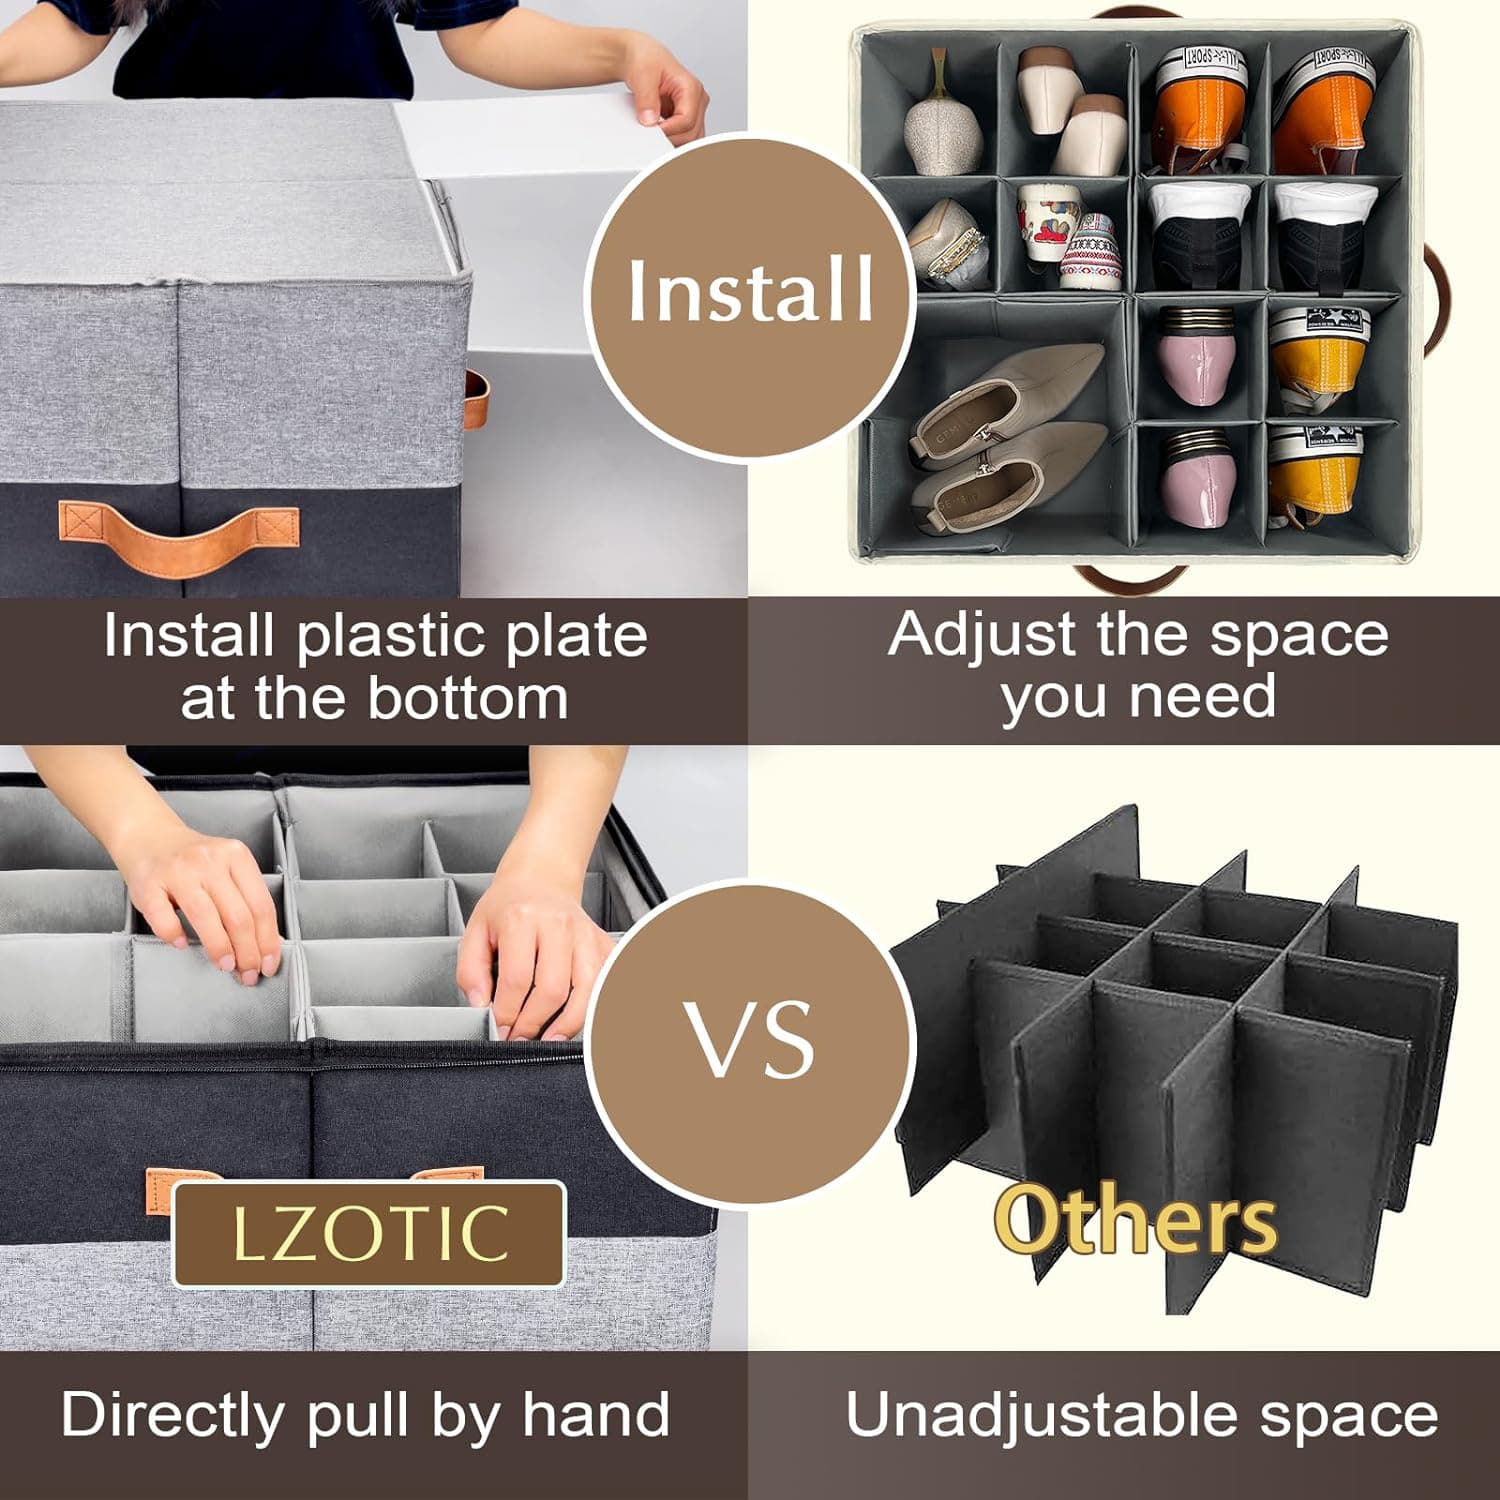 Install
Install plastic plate
at the bottom
Adjust the space
you need
VS
LZOTIC
Others
Directly pull by hand
Unadjustable space